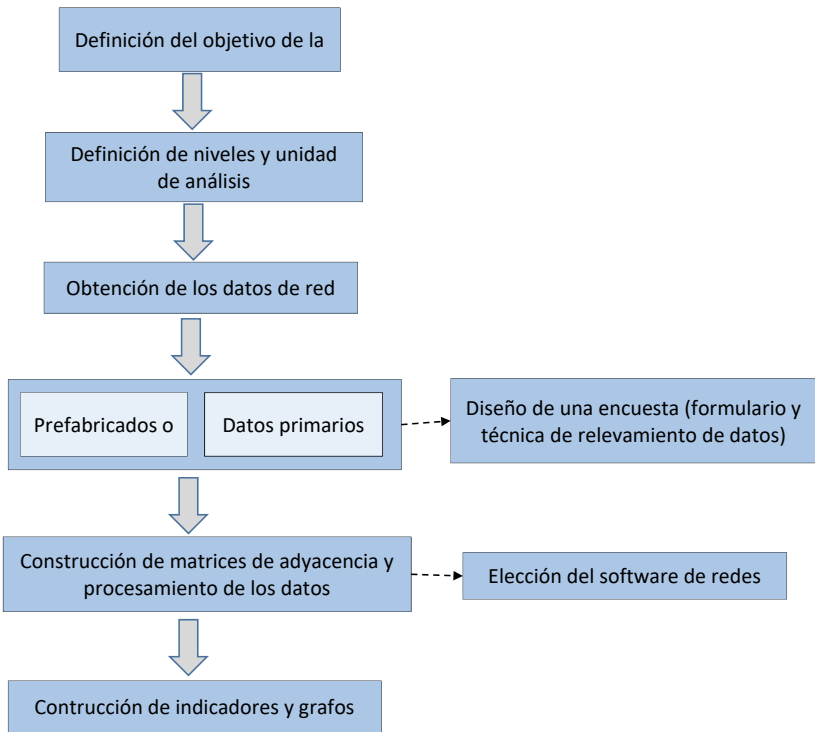 Definición del objetivo de la
Definición de niveles y unidad
de análisis
Obtención de los datos de red
Prefabricados o
Datos primarios
Diseño de una encuesta (formulario y
técnica de relevamiento de datos)
Construcción de matrices de adyacencia y
procesamiento de los datos
Elección del software de redes
Contrucción de indicadores y grafos